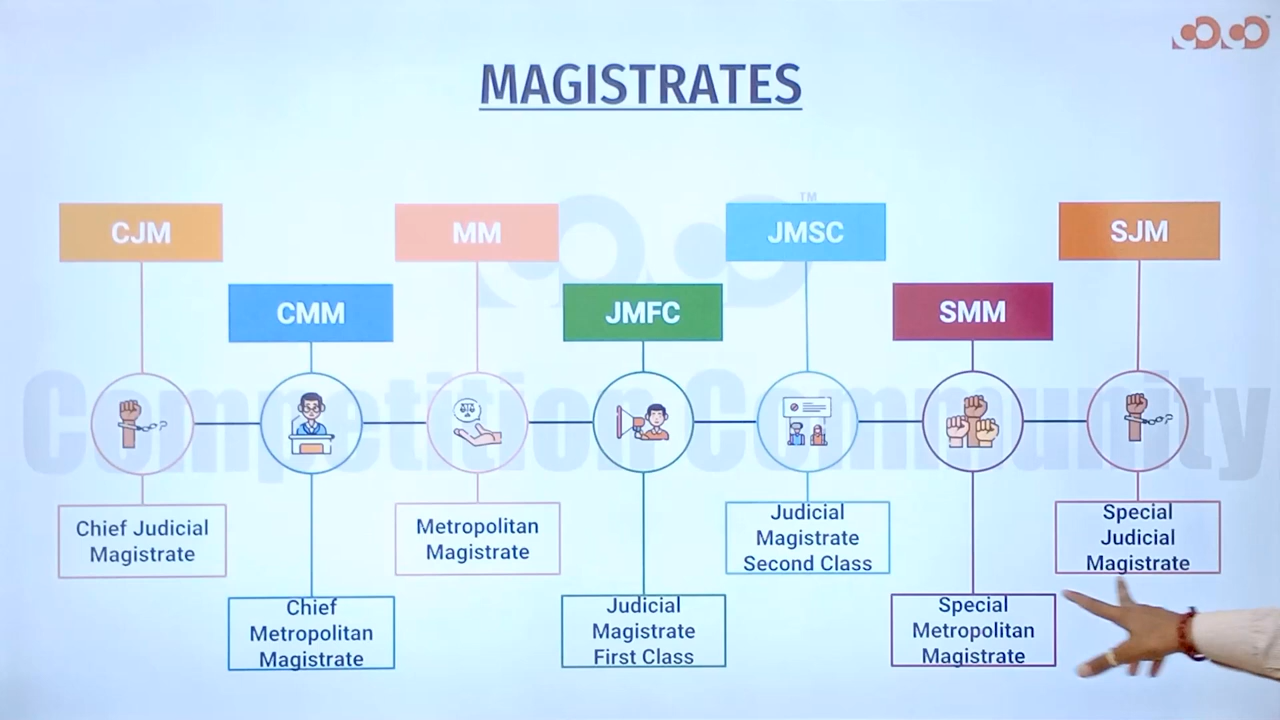 MAGISTRATES
TM
CJM
MM
JMSC
SJM
CMM
JMFC
SMM
Competition Community
Chief Judicial
Magistrate
Chief
Metropolitan
Magistrate
Metropolitan
Magistrate
Judicial
Magistrate
First Class
Judicial
Magistrate
Second Class
Special
Metropolitan
Magistrate
Special
Judicial
Magistrate